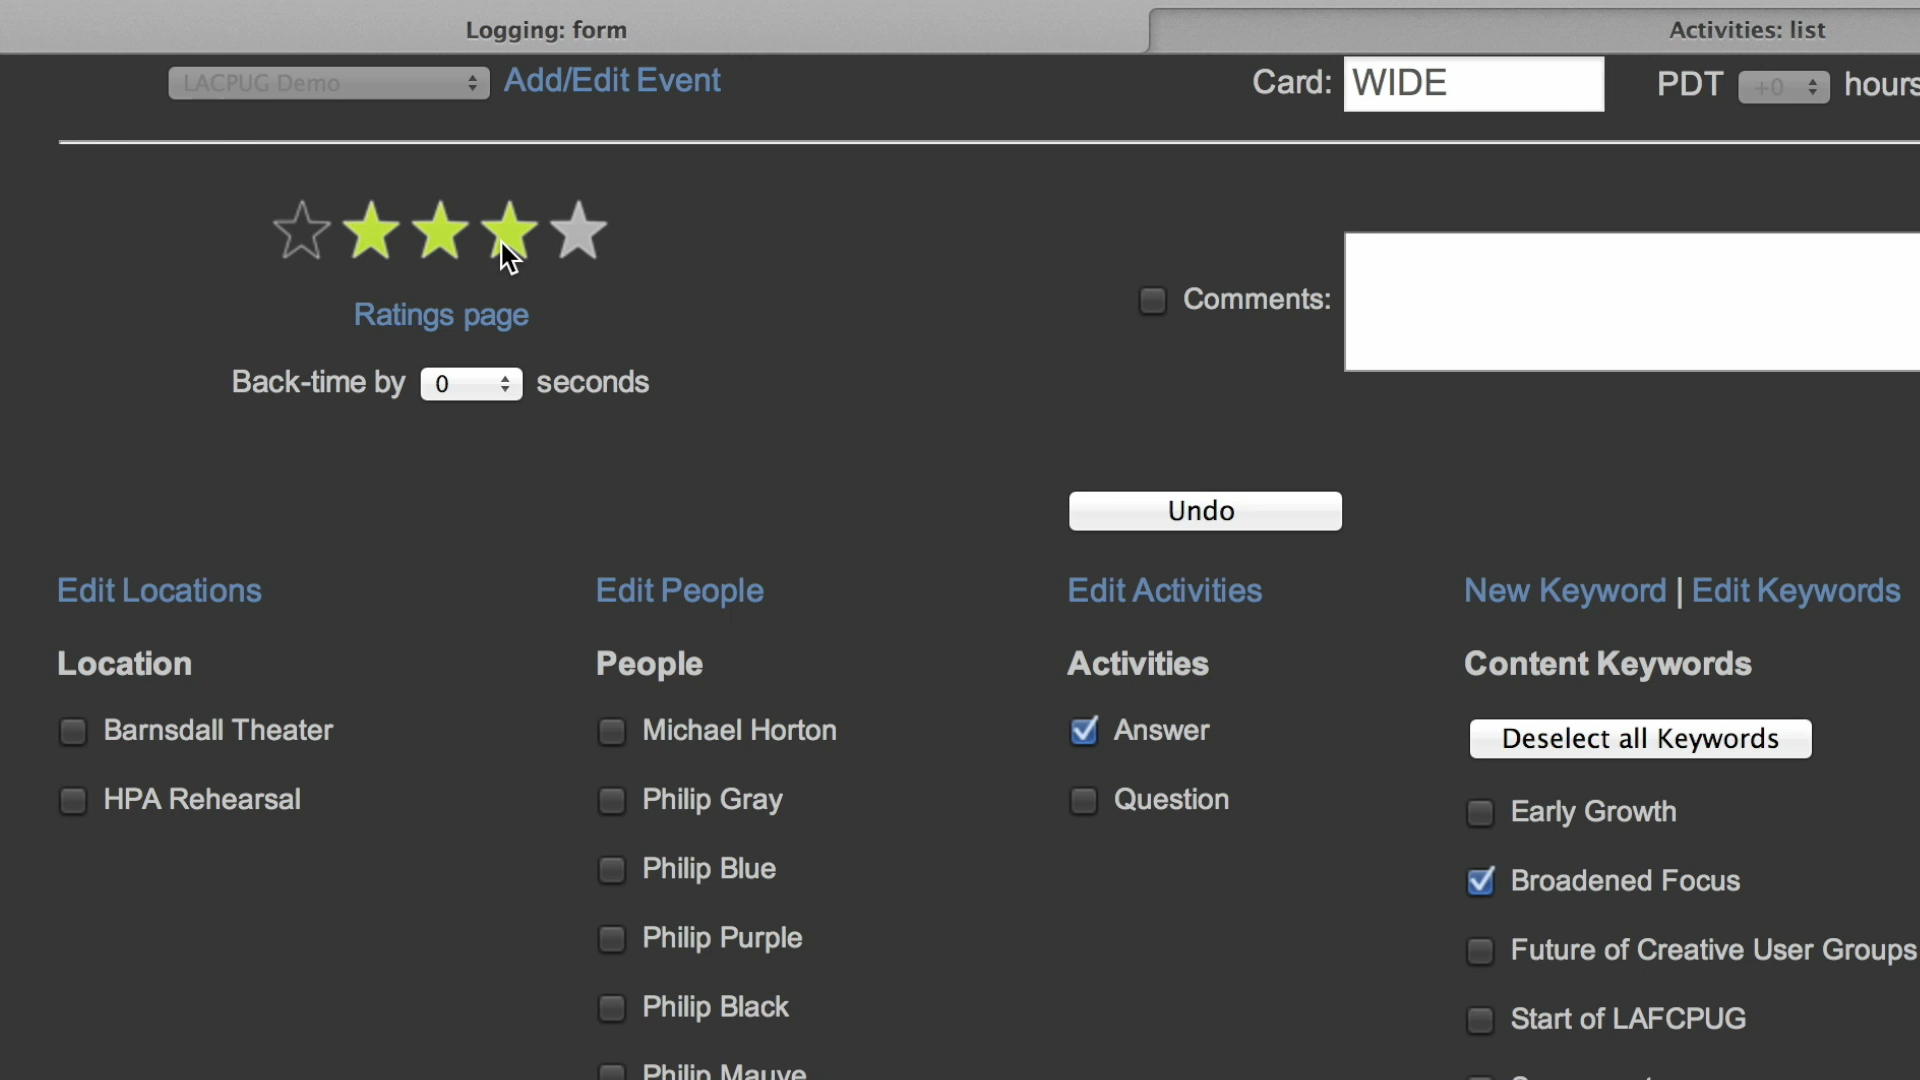 Logging: form
Activities: list
LACPUG Demo
Add/Edit Event
Card: WIDE
PDT +0 hours
Comments:
Ratings page
Back-time by 0 seconds
Undo
Edit Locations
Edit People
Edit Activities
New Keyword | Edit Keywords
Location
People
Activities
Content Keywords
Barnsdall Theater
Michael Horton
Answer
Deselect all Keywords
HPA Rehearsal
Philip Gray
Question
Early Growth
Philip Blue
Broadened Focus
Philip Purple
Future of Creative User Groups
Philip Black
Start of LAFCPUG
Philip Mauve